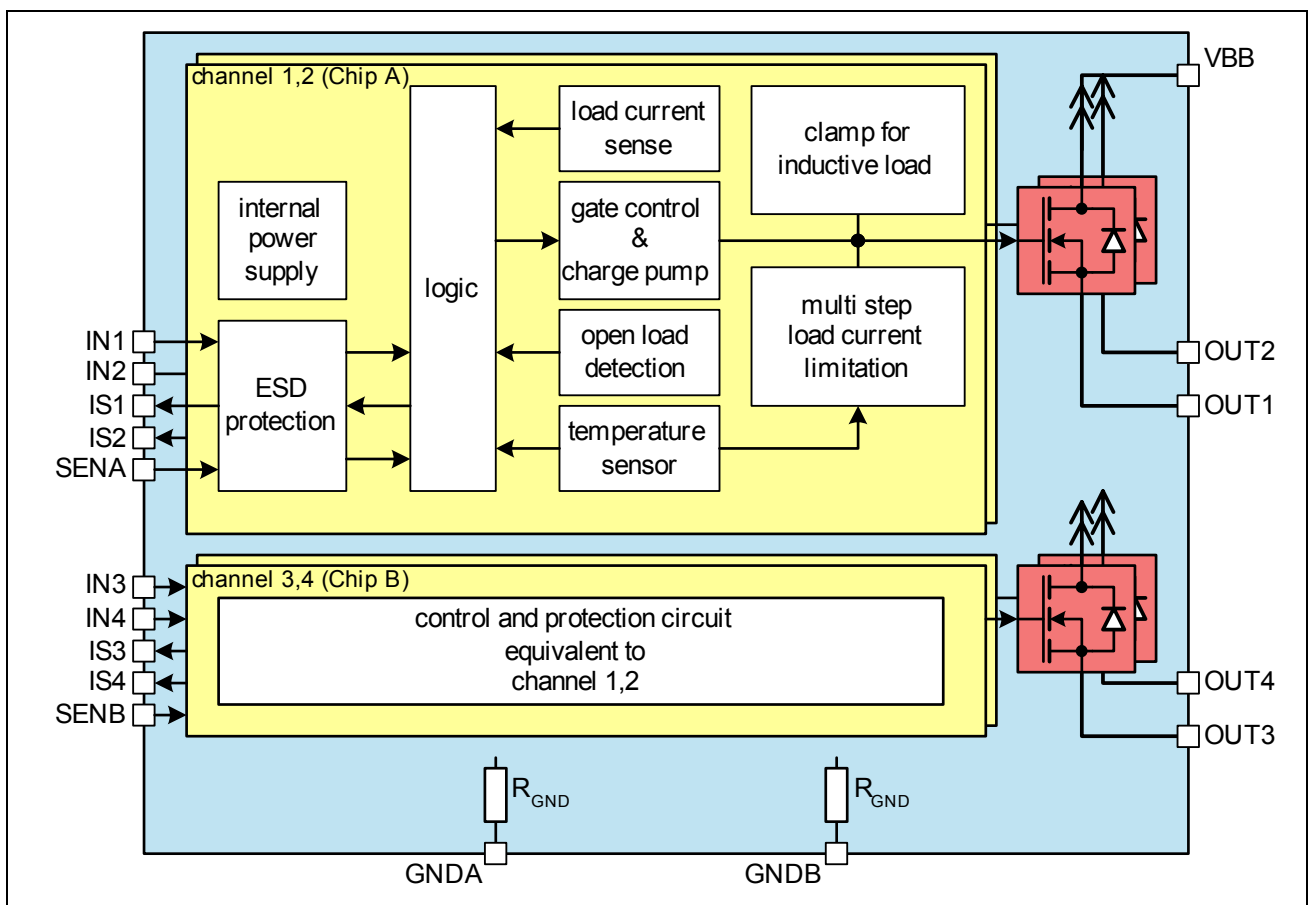 VBB
channel 1,2 (Chip A)
load current
sense
clamp for
inductive load
internal
power
supply
gate control
&
charge pump
logic
multi step
load current
limitation
open load
detection
ESD
protection
temperature
sensor
IN1
IN2
IS1
IS2
SENA
OUT2
OUT1
channel 3,4 (Chip B)
control and protection circuit
equivalent to
channel 1,2
IN3
IN4
IS3
IS4
SENB
OUT4
OUT3
RGND
RGND
GNDA
GNDB